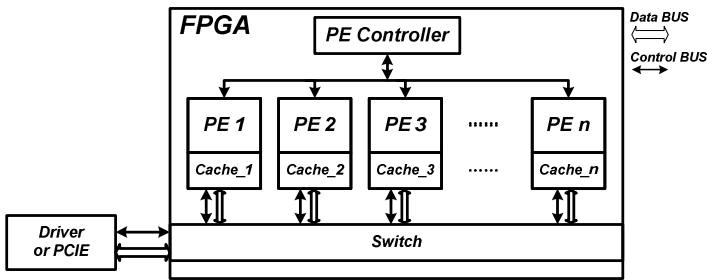 FPGA
PE Controller
Data BUS
Control BUS
PE 1
PE 2
PE 3
......
PE n
Cache_1
Cache_2
Cache_3
......
Cache_n
Driver
or PCIE
Switch